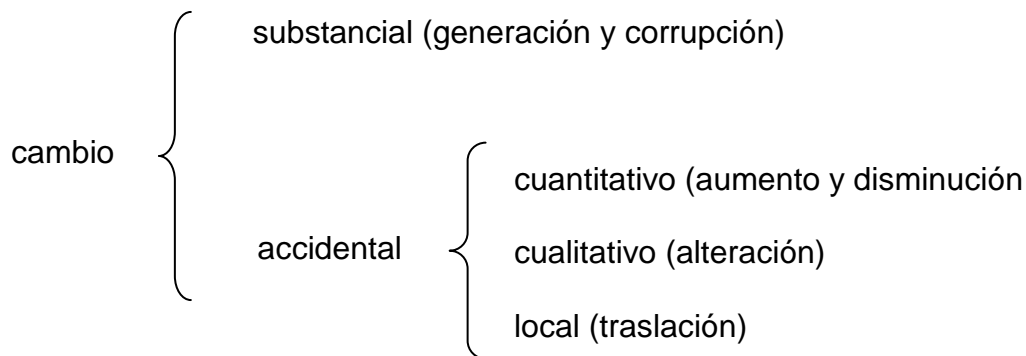 substancial (generación y corrupción)
cambio
cuantitativo (aumento y disminución
accidental
cualitativo (alteración)
local (traslación)